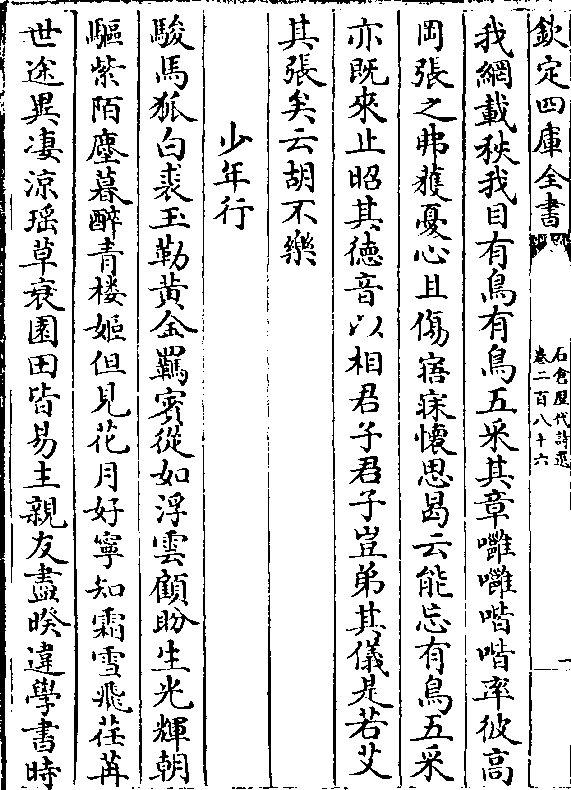 欽定四庫全書
石倉歷代詩選
卷二百八十六
我網載秧我目有鳥有鳥五采其章囉囉喈喈率彼高
岡張之弗獲憂心且傷寤寐懷思曷云能忘有鳥五采
亦既來止昭其德音以相君子君子豈弟其儀是若艾
其張矣云胡不樂
少年行
駿馬狐白裘玉勒黃金羈賓從如浮雲顧盼生光輝朝
驅紫陌塵暮醉青樓姬但見花月好寧知霜雪飛荏苒
世途異凄涼瑶草衰園田皆易主親友盡暌違學書時